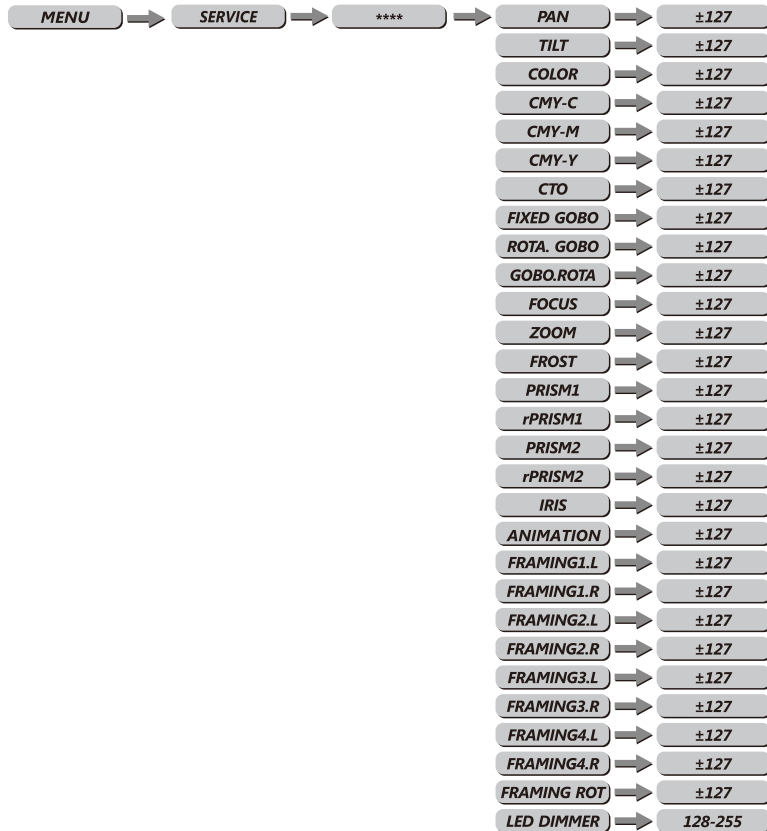 MENU SERVICE **** PAN ±127
TILT ±127
COLOR ±127
CMY-C ±127
CMY-M ±127
CMY-Y ±127
CTO ±127
FIXED GOBO ±127
ROTA. GOBO ±127
GOBO.ROTA ±127
FOCUS ±127
ZOOM ±127
FROST ±127
PRISM1 ±127
rPRISM1 ±127
PRISM2 ±127
rPRISM2 ±127
IRIS ±127
ANIMATION ±127
FRAMING1.L ±127
FRAMING1.R ±127
FRAMING2.L ±127
FRAMING2.R ±127
FRAMING3.L ±127
FRAMING3.R ±127
FRAMING4.L ±127
FRAMING4.R ±127
FRAMING ROT ±127
LED DIMMER 128-255